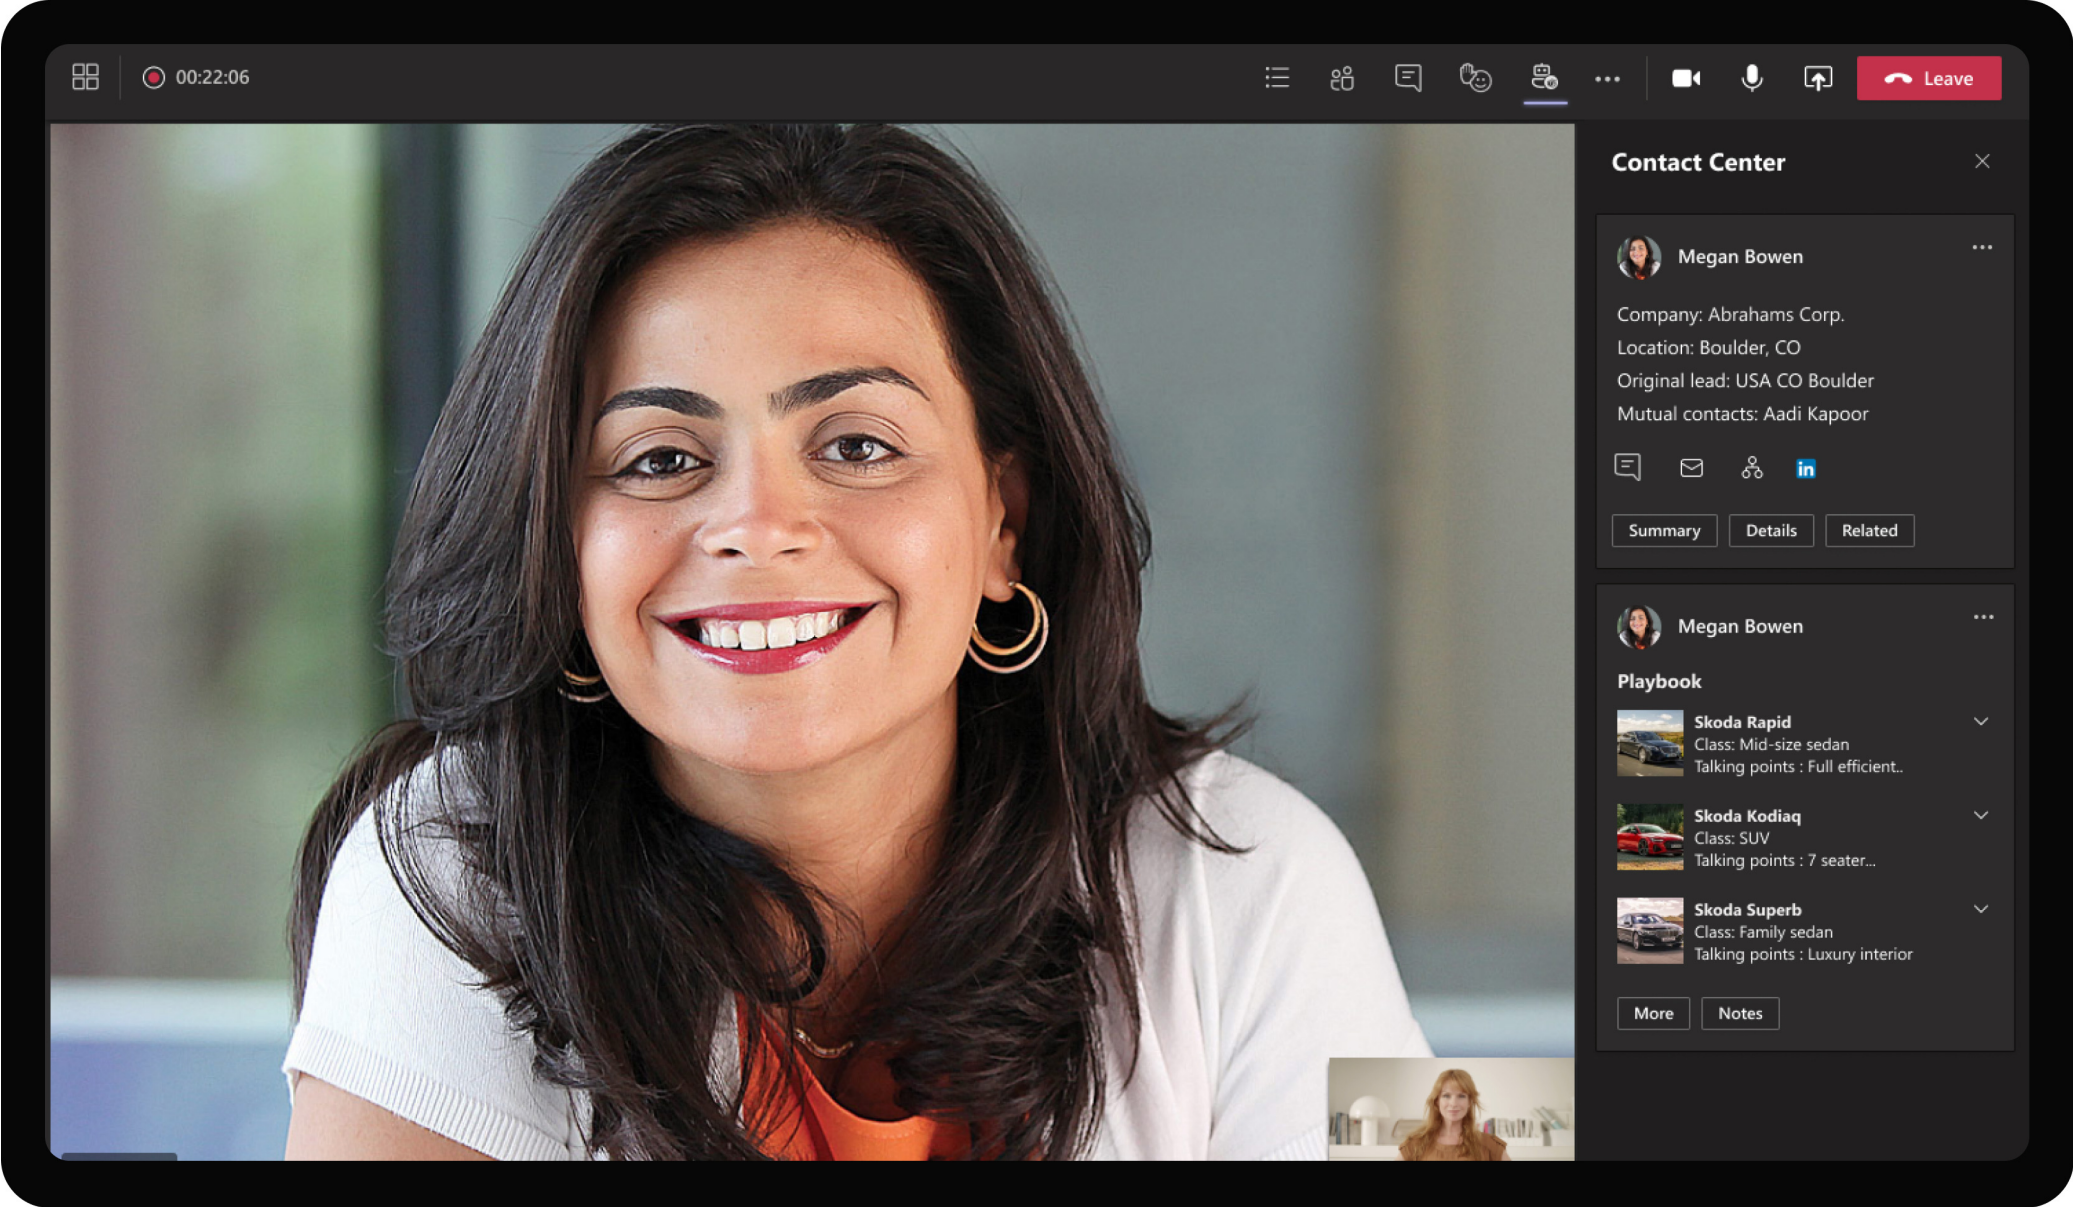 00:22:06
Leave
Contact Center
Megan Bowen
Company: Abrahams Corp.
Location: Boulder, CO
Original lead: USA CO Boulder
Mutual contacts: Aadi Kapoor
in
Summary
Details
Related
Megan Bowen
Playbook
Skoda Rapid
Class: Mid-size sedan
Talking points : Full efficient..
Skoda Kodiaq
Class: SUV
Talking points : 7 seater...
Skoda Superb
Class: Family sedan
Talking points : Luxury interior
More
Notes